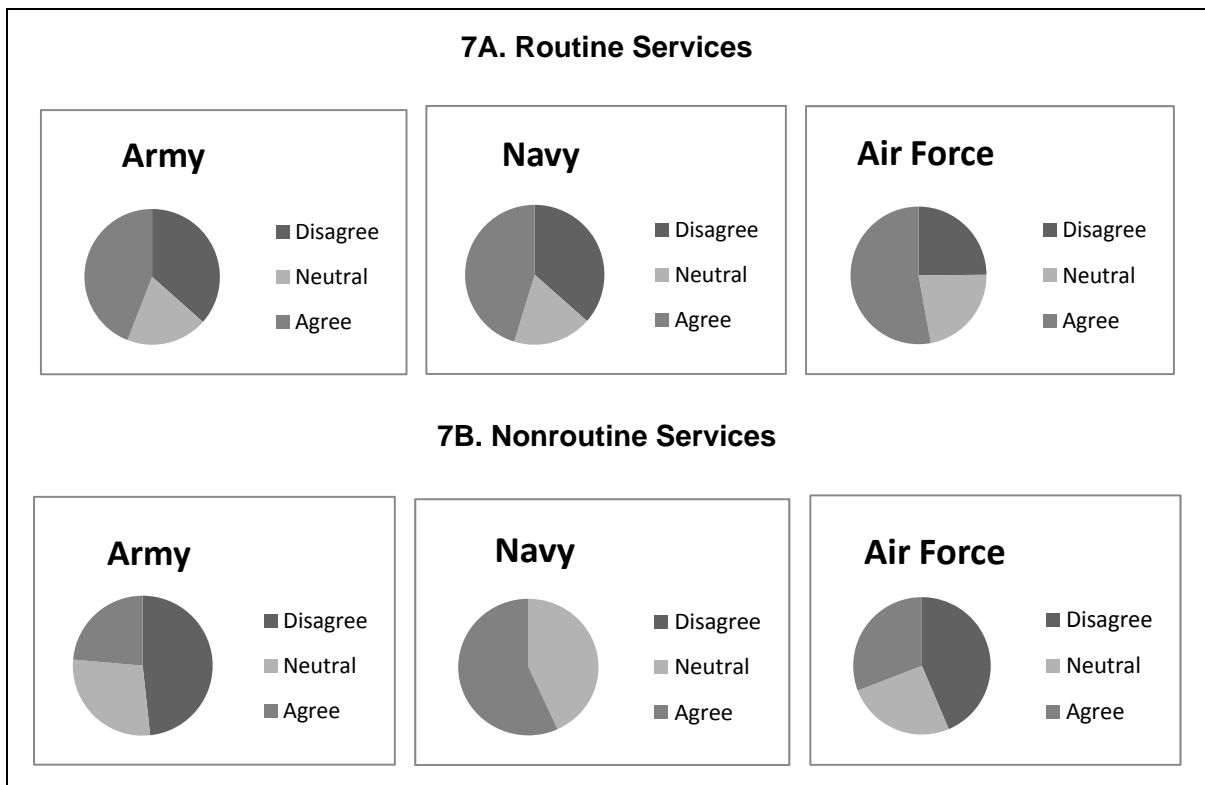 7A. Routine Services
Army
Disagree
Neutral
Agree
Navy
Disagree
Neutral
Agree
Air Force
Disagree
Neutral
Agree
7B. Nonroutine Services
Army
Disagree
Neutral
Agree
Navy
Disagree
Neutral
Agree
Air Force
Disagree
Neutral
Agree